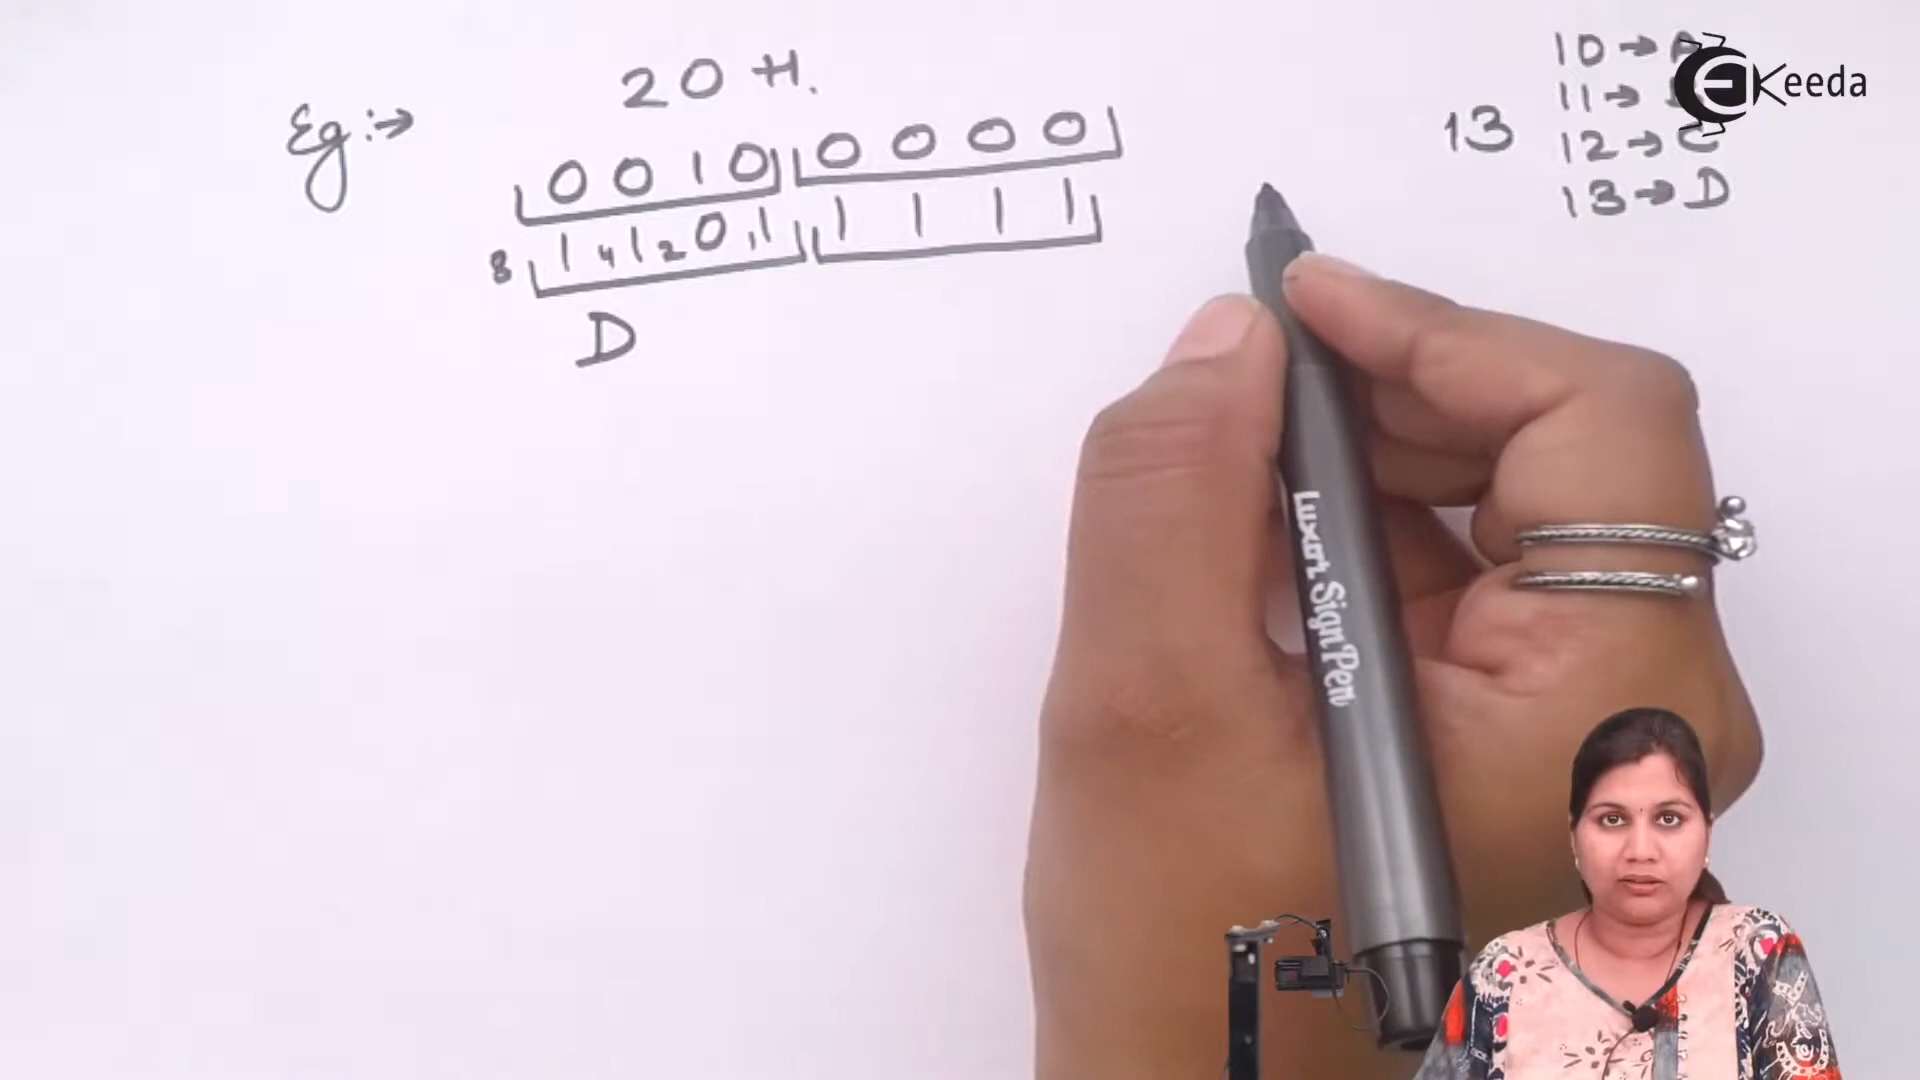 Eg:→ 20 H.
0 0 1 0 0 0 0 0
8 1 4 1 2 0 1 1 1 1 1 1
D
10 →
11 →
13 12 → C
13 → D
EKeeda
Luxor Sign Pen